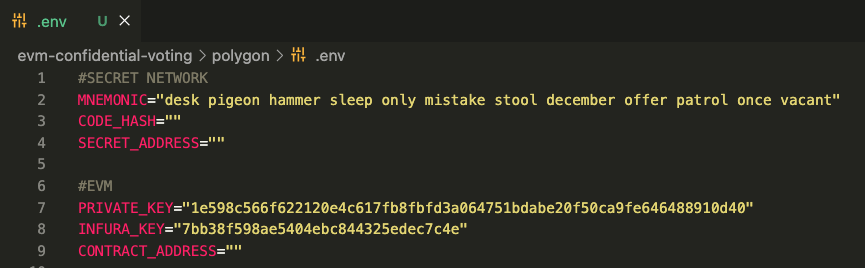 .env U ×
evm-confidential-voting > polygon > .env
1 #SECRET NETWORK
2 MNEMONIC="desk pigeon hammer sleep only mistake stool december offer patrol once vacant"
3 CODE_HASH=""
4 SECRET_ADDRESS=""
5
6 #EVM
7 PRIVATE_KEY="1e598c566f622120e4c617fb8fbfd3a064751bdabe20f50ca9fe646488910d40"
8 INFURA_KEY="7bb38f598ae5404ebc844325edec7c4e"
9 CONTRACT_ADDRESS=""
10